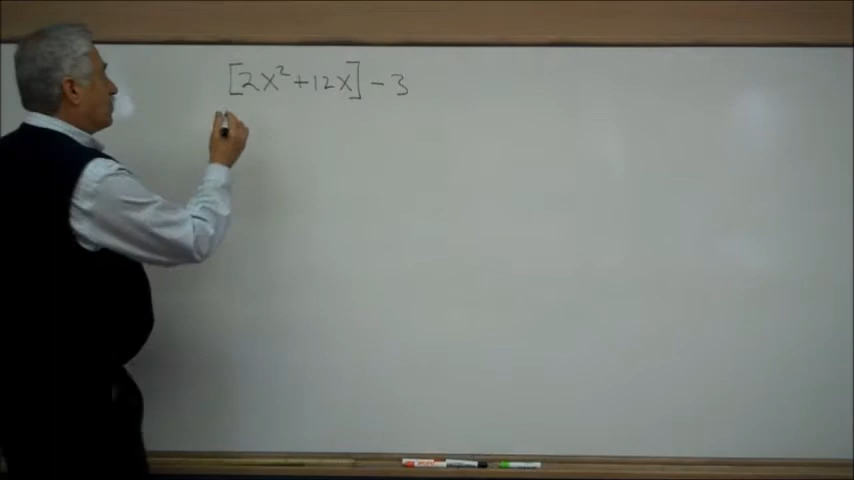 [2x² + 12x] - 3